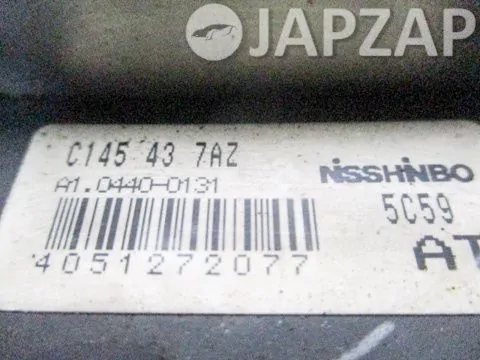 JAPZAP
C145 43 7AZ
A1.0440-0131
NiSSHiNBO
5C59
4051272077
AT